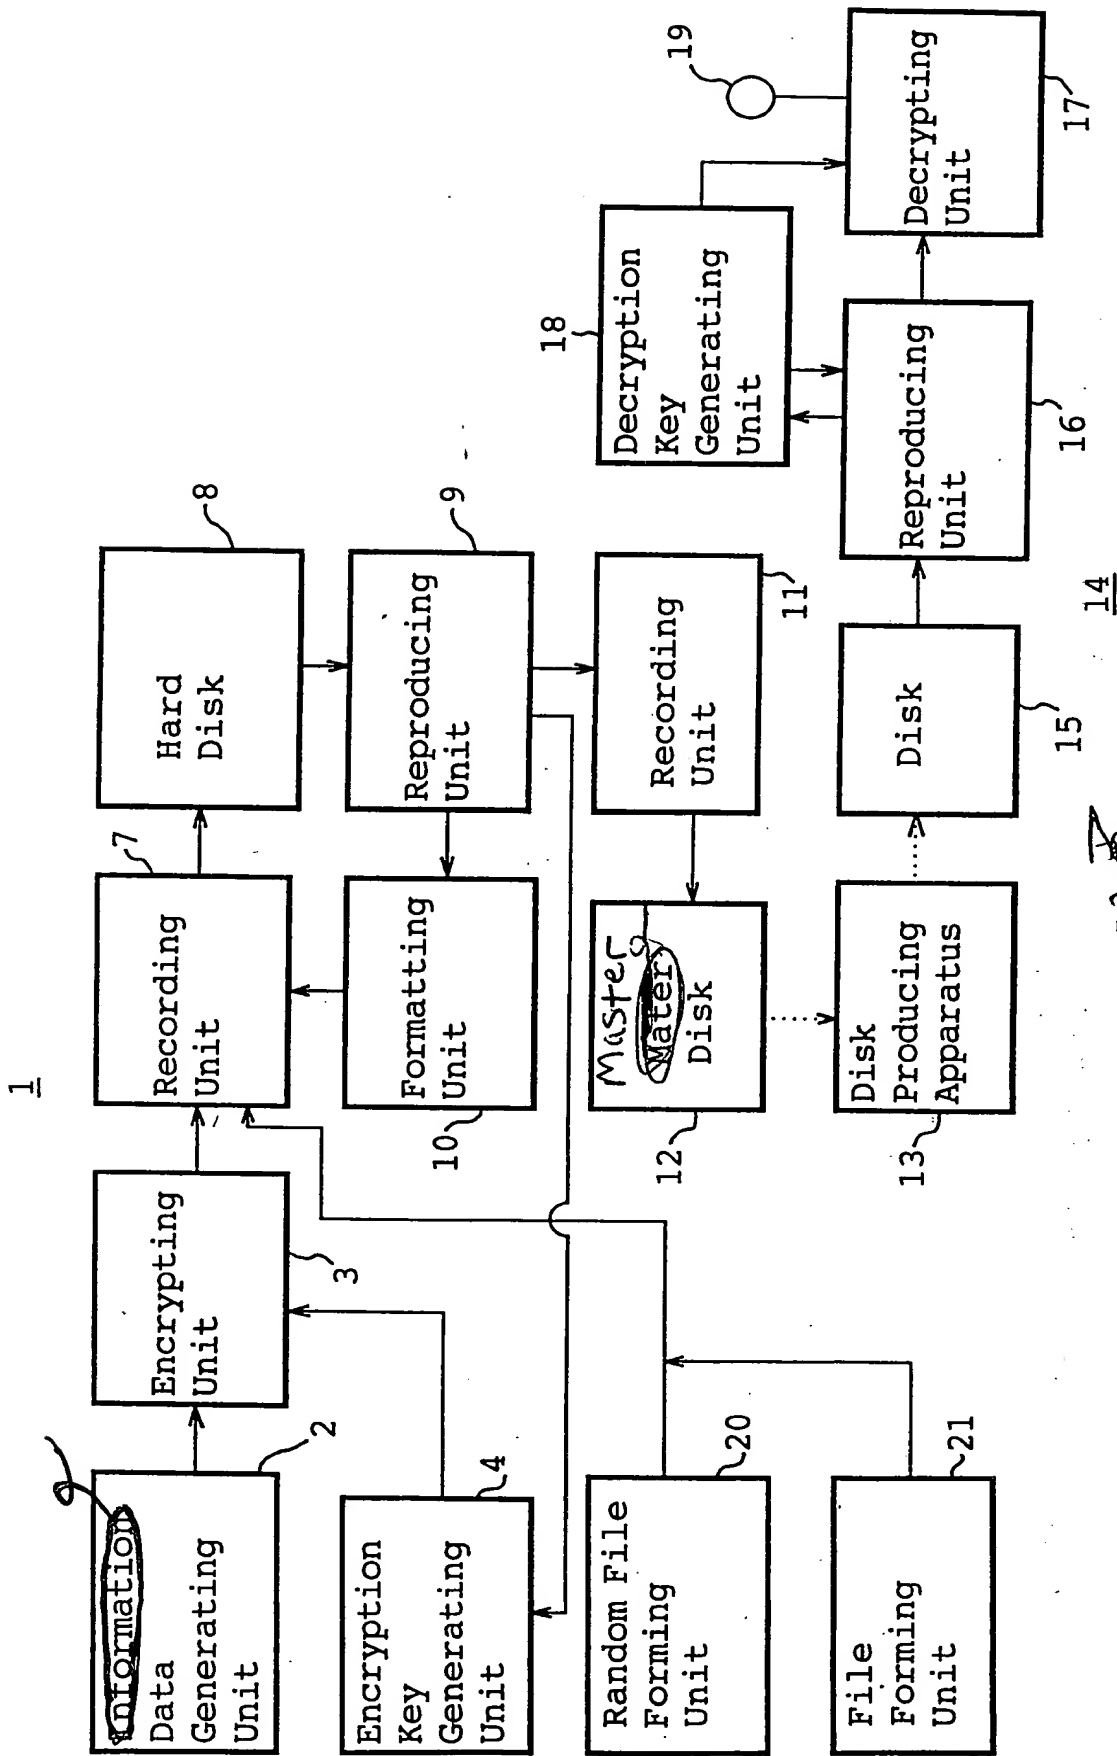 1
Information
Data
Generating
Unit
2
Encrypting
Unit
3
Recording
Unit
7
Hard
Disk
8
Encryption
Key
Generating
Unit
4
Formatting
Unit
10
Reproducing
Unit
9
Random File
Forming
Unit
20
Master
Mater
Disk
12
Recording
Unit
11
Decryption
Key
Generating
Unit
18
19
File
Forming
Unit
21
Disk
Producing
Apparatus
13
Disk
15
Reproducing
Unit
16
Decrypting
Unit
17
14